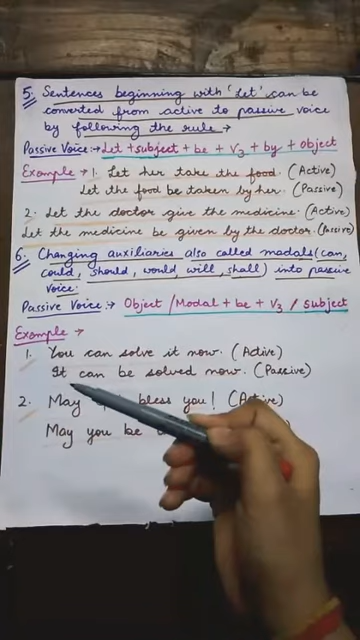 5. Sentences beginning with 'Let' can be
converted from active to passive voice
by following the rule →
Passive Voice:→ Let + subject + be + V3 + by + object
Example → 1. Let her take the food. (Active)
Let the food be taken by her. (Passive)
2. Let the doctor give the medicine. (Active)
Let the medicine be given by the doctor. (Passive)
6. Changing auxiliaries also called modals (can,
could, should, would, will, shall) into passive
voice:
Passive Voice:→ Object / Modal + be + V3 / Subject
Example →
1. You can solve it now. (Active)
It can be solved now. (Passive)
2. May bless you! (Active)
May you be